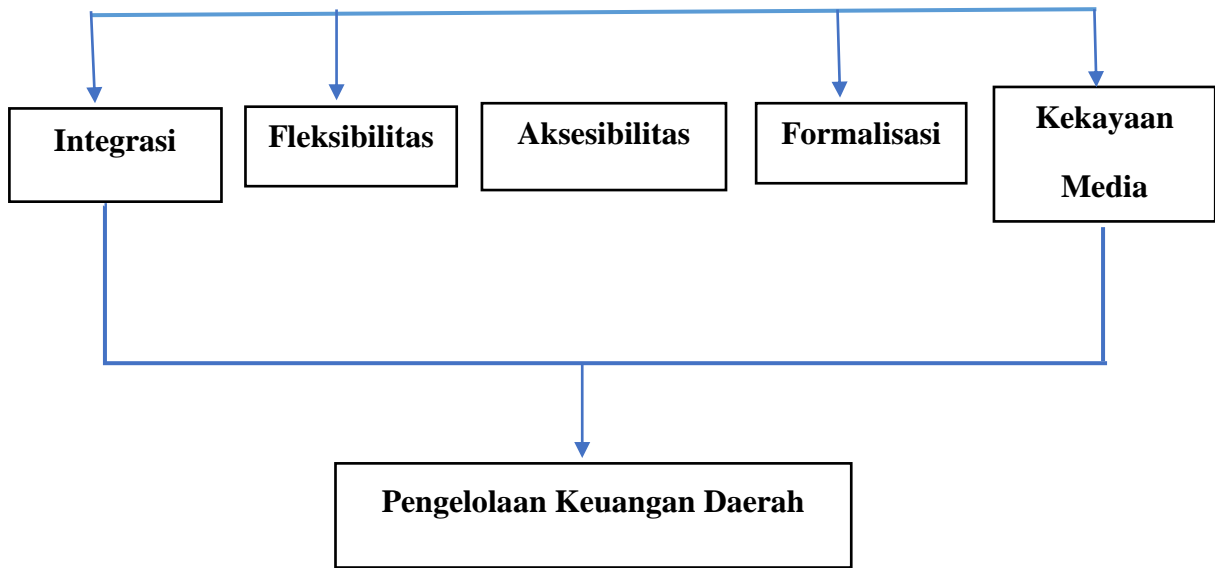 Integrasi
Fleksibilitas
Aksesibilitas
Formalisasi
Kekayaan
Media
Pengelolaan Keuangan Daerah